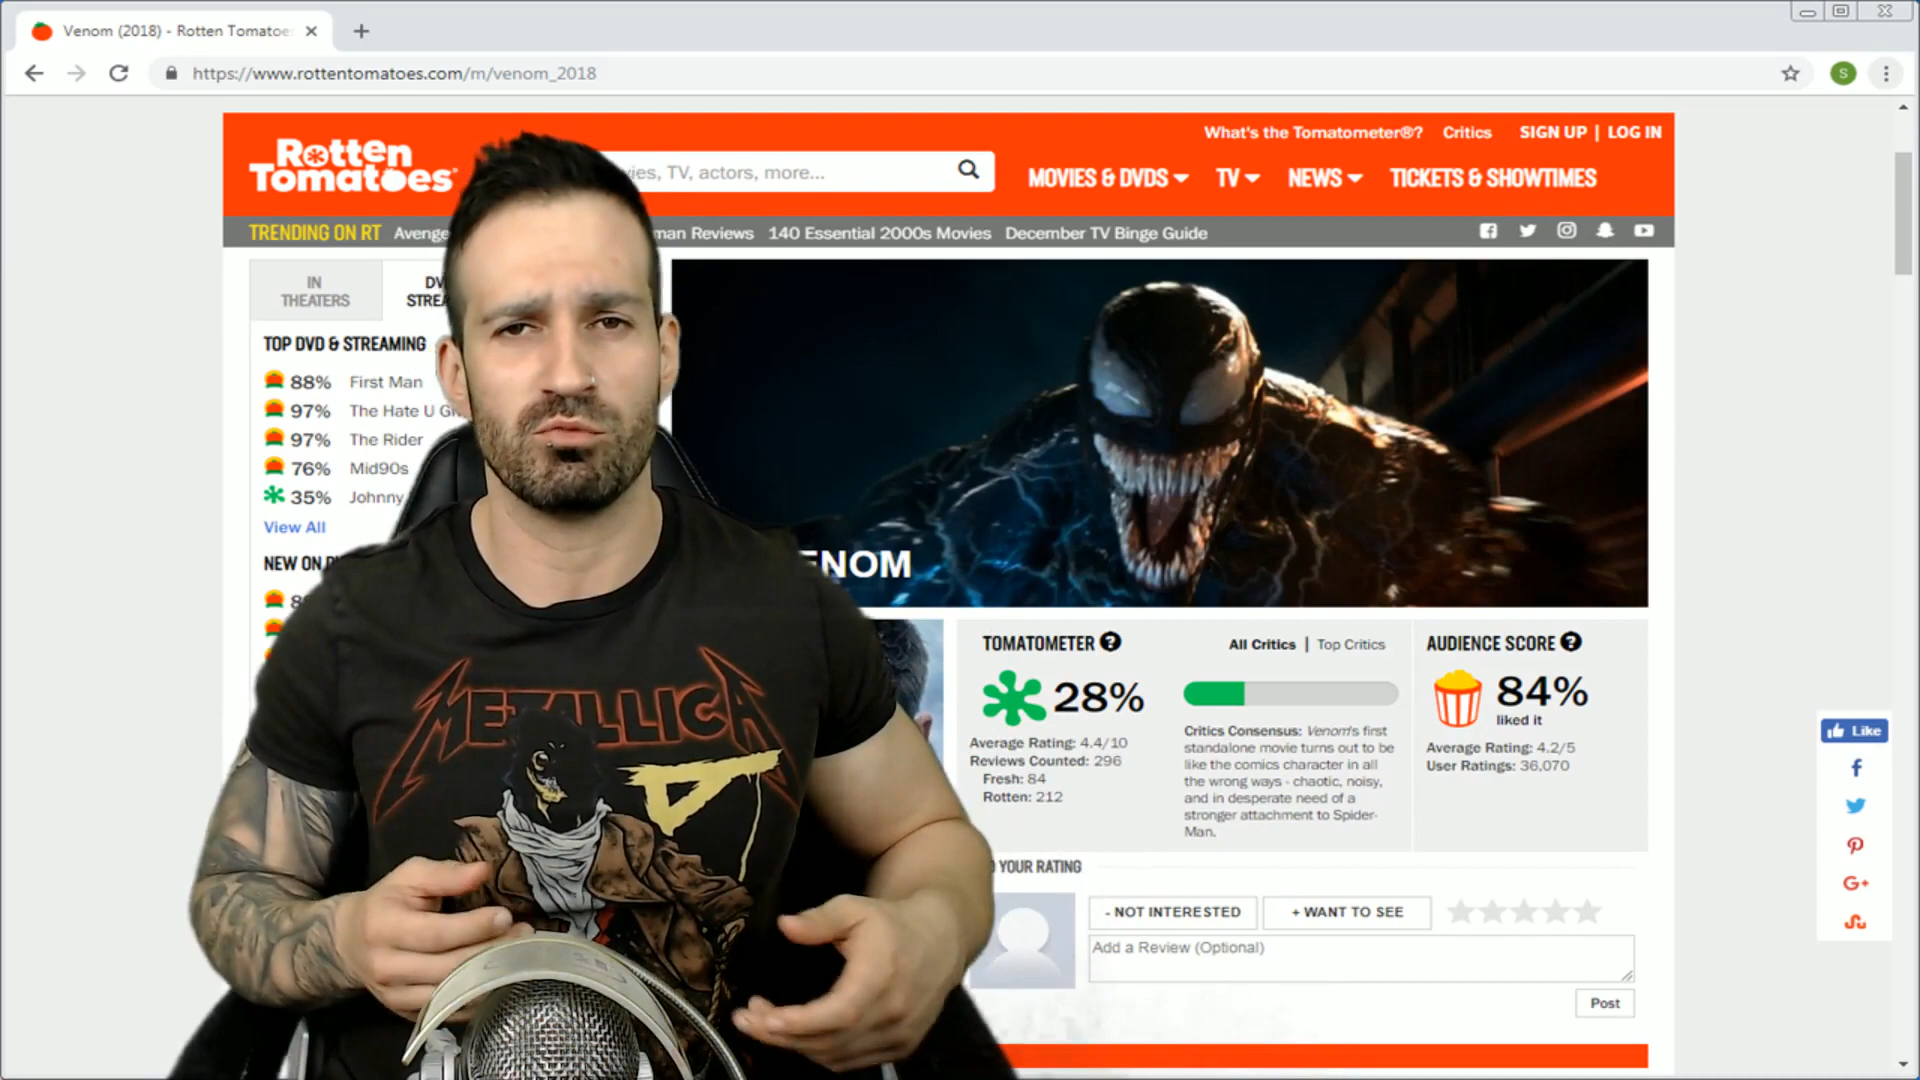 Venom (2018) - Rotten Tomatoe
https://www.rottentomatoes.com/m/venom_2018
S
What's the Tomatometer®? Critics SIGN UP | LOG IN
Rotten
Tomatoes
TV, actors, more...
MOVIES & DVDS TV NEWS TICKETS & SHOWTIMES
TRENDING ON RT Avenge man Reviews 140 Essential 2000s Movies December TV Binge Guide
IN
THEATERS
DV
STREA
TOP DVD & STREAMING
88% First Man
97% The Hate U Gi
97% The Rider
76% Mid90s
35% Johnny
View All
NEW ON D
ENOM
TOMATOMETER ?
All Critics | Top Critics
28%
Average Rating: 4.4/10
Reviews Counted: 296
Fresh: 84
Rotten: 212
Critics Consensus: Venom's first
standalone movie turns out to be
like the comics character in all
the wrong ways - chaotic, noisy,
and in desperate need of a
stronger attachment to Spider-
Man.
AUDIENCE SCORE ?
84%
liked it
Average Rating: 4.2/5
User Ratings: 36,070
Like
YOUR RATING
- NOT INTERESTED
+ WANT TO SEE
Add a Review (Optional)
Post
METALLICA